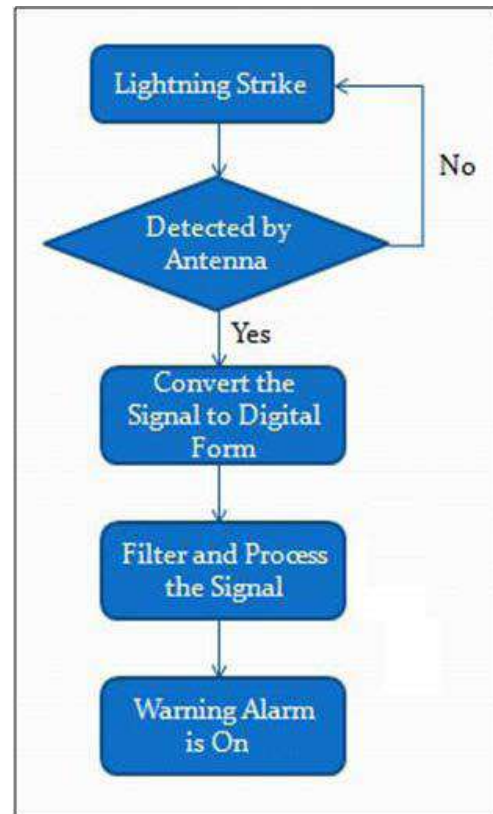 Lightning Strike
No
Detected by
Antenna
Yes
Convert the
Signal to Digital
Form
Filter and Process
the Signal
Warning Alarm
is On